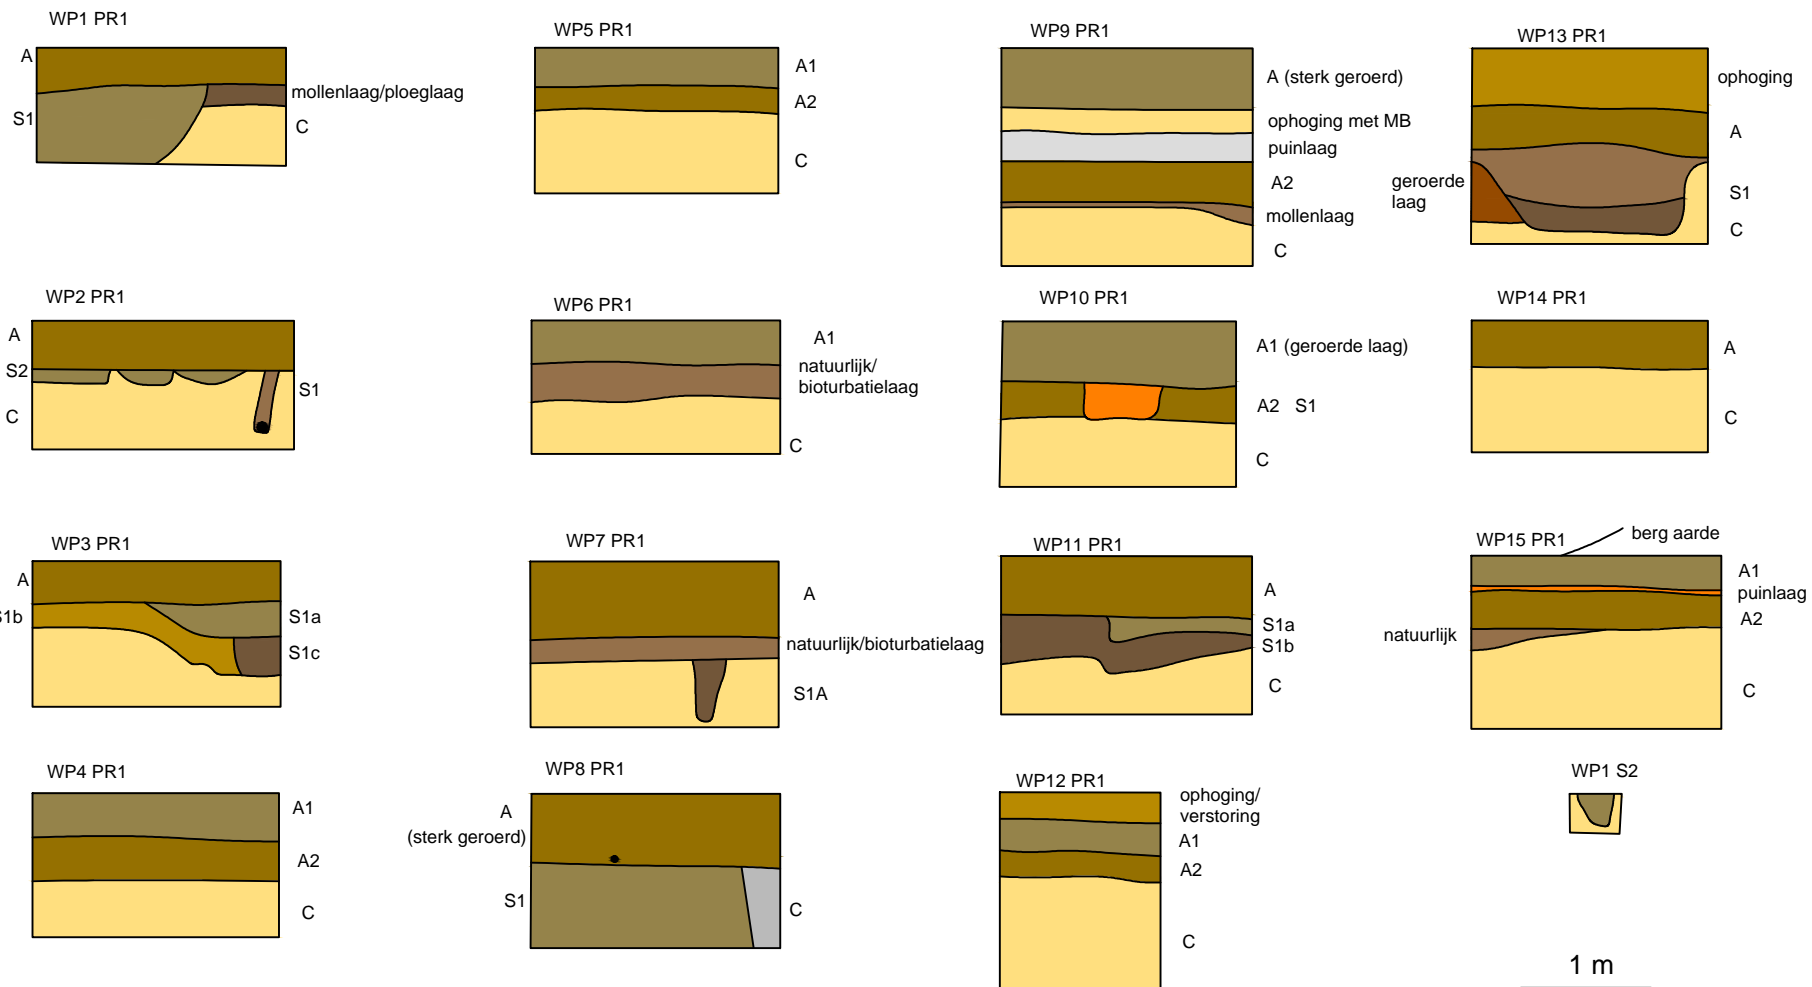 WP1 PR1
A
S1
mollenlaag/ploeglaag
C
WP2 PR1
A
S2
C
S1
WP3 PR1
A
S1b
S1a
S1c
WP4 PR1
A1
A2
C
WP5 PR1
A1
A2
C
WP6 PR1
A1
natuurlijk/
bioturbatielaag
C
WP7 PR1
A
natuurlijk/bioturbatielaag
S1A
WP8 PR1
A
(sterk geroerd)
S1
C
WP9 PR1
A (sterk geroerd)
ophoging met MB
puinlaag
A2
mollenlaag
C
WP10 PR1
A1 (geroerde laag)
A2 S1
C
WP11 PR1
A
S1a
S1b
C
WP12 PR1
ophoging/
verstoring
A1
A2
C
WP13 PR1
ophoging
A
geroerde
laag
S1
C
WP14 PR1
A
C
WP15 PR1
berg aarde
A1
puinlaag
A2
natuurlijk
C
WP1 S2
1 m